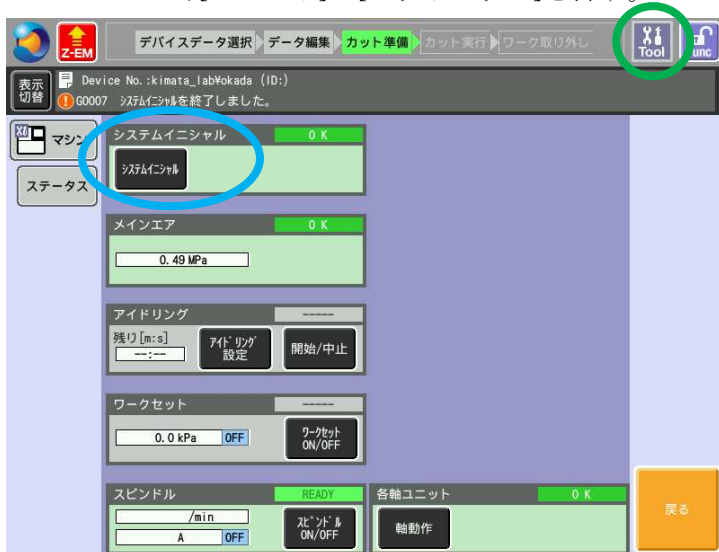 Z-EM
デバイスデータ選択 データ編集 カット準備 カット実行 ワーク取り外し
Tool
unc
表示
切替
Device No.:kimata_lab¥okada (ID:)
G0007 ｼｽﾃﾑｲﾆｼｬﾙを終了しました。
マシン
ステータス
システムイニシャル OK
ｼｽﾃﾑｲﾆｼｬﾙ
メインエア OK
0.49 MPa
アイドリング -----
残り[m:s]
--:--
ｱｲﾄﾞﾘﾝｸﾞ
設定
開始/中止
ワークセット -----
0.0 kPa OFF
ﾜｰｸｾｯﾄ
ON/OFF
スピンドル READY
/min
A OFF
ｽﾋﾟﾝﾄﾞﾙ
ON/OFF
各軸ユニット OK
軸動作
戻る